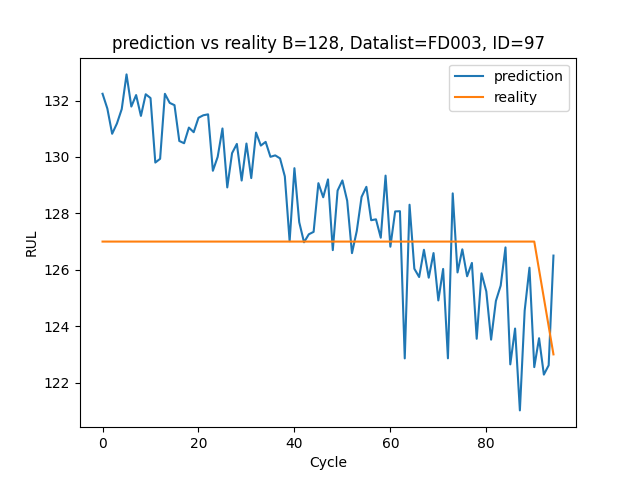 prediction vs reality B=128, Datalist=FD003, ID=97
prediction
reality
RUL
132
130
128
126
124
122
0 20 40 60 80
Cycle